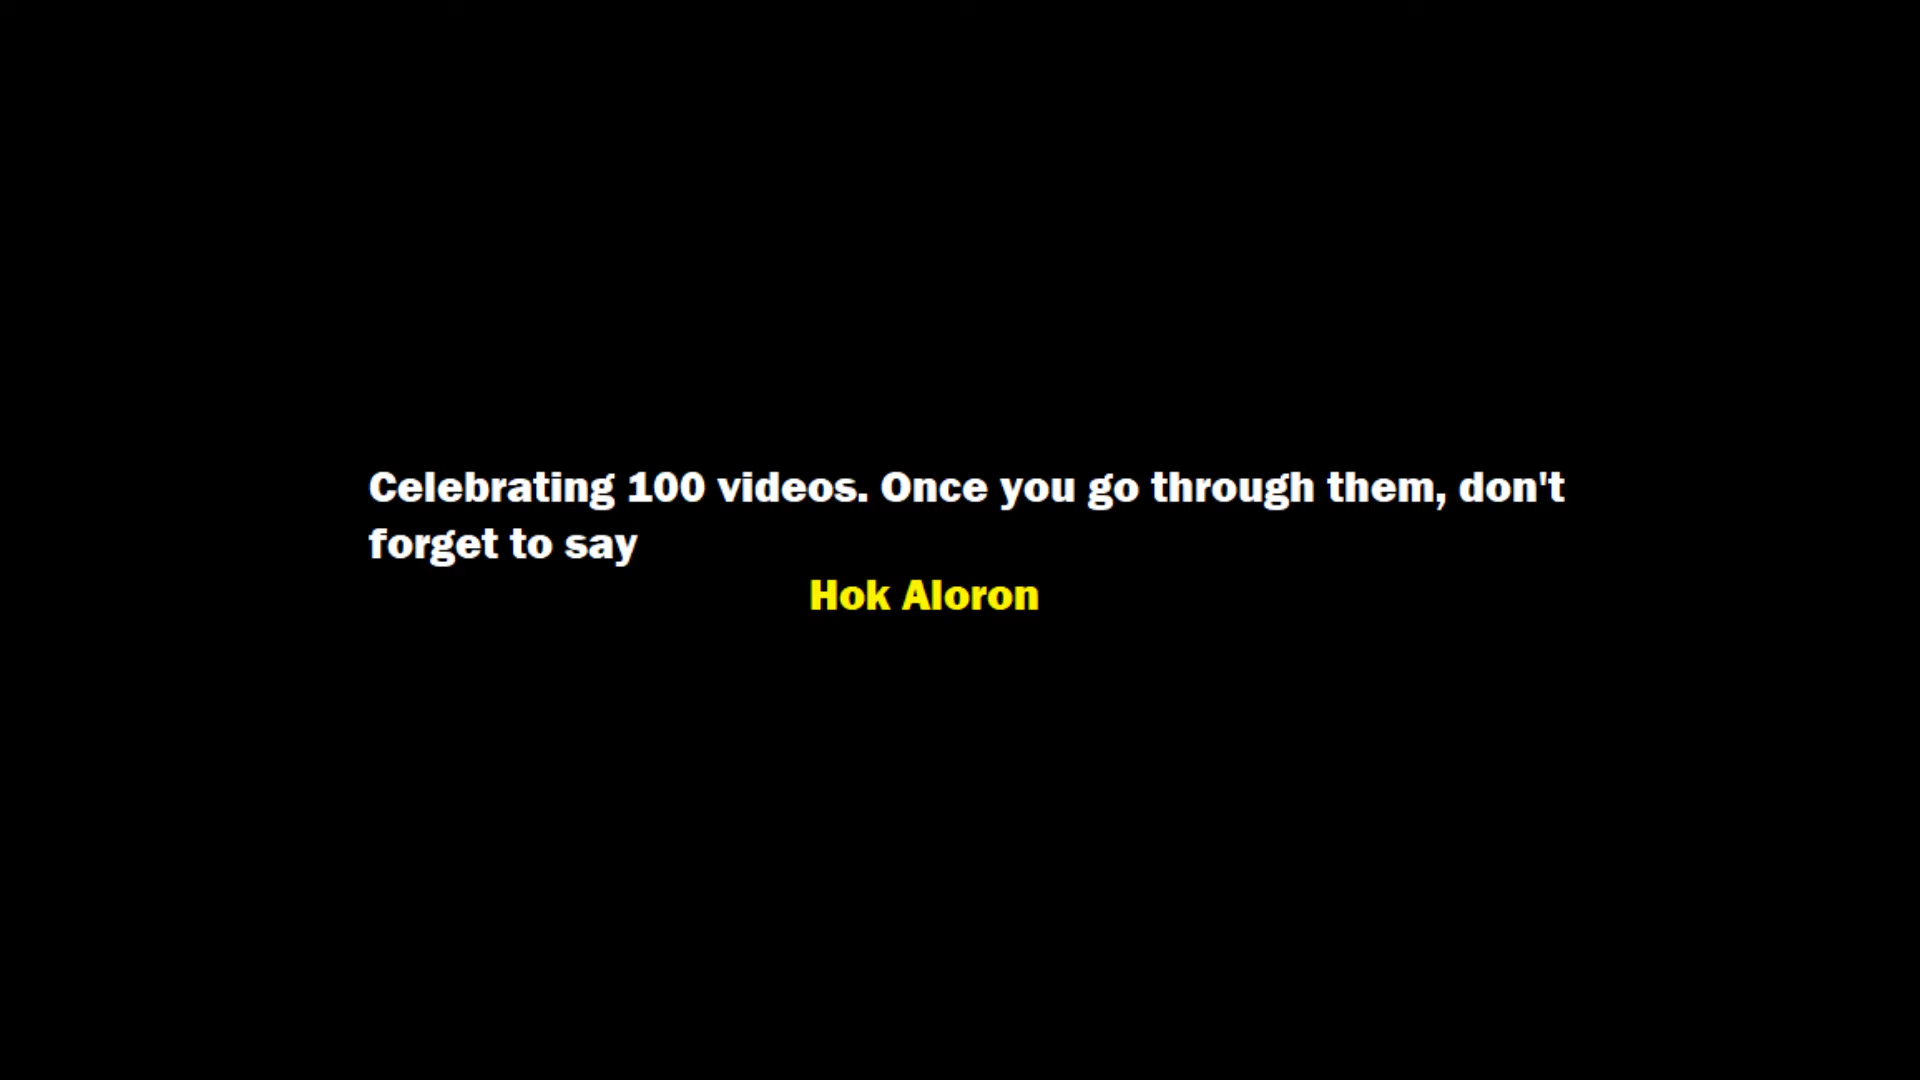 Celebrating 100 videos. Once you go through them, don't
forget to say
Hok Aloron